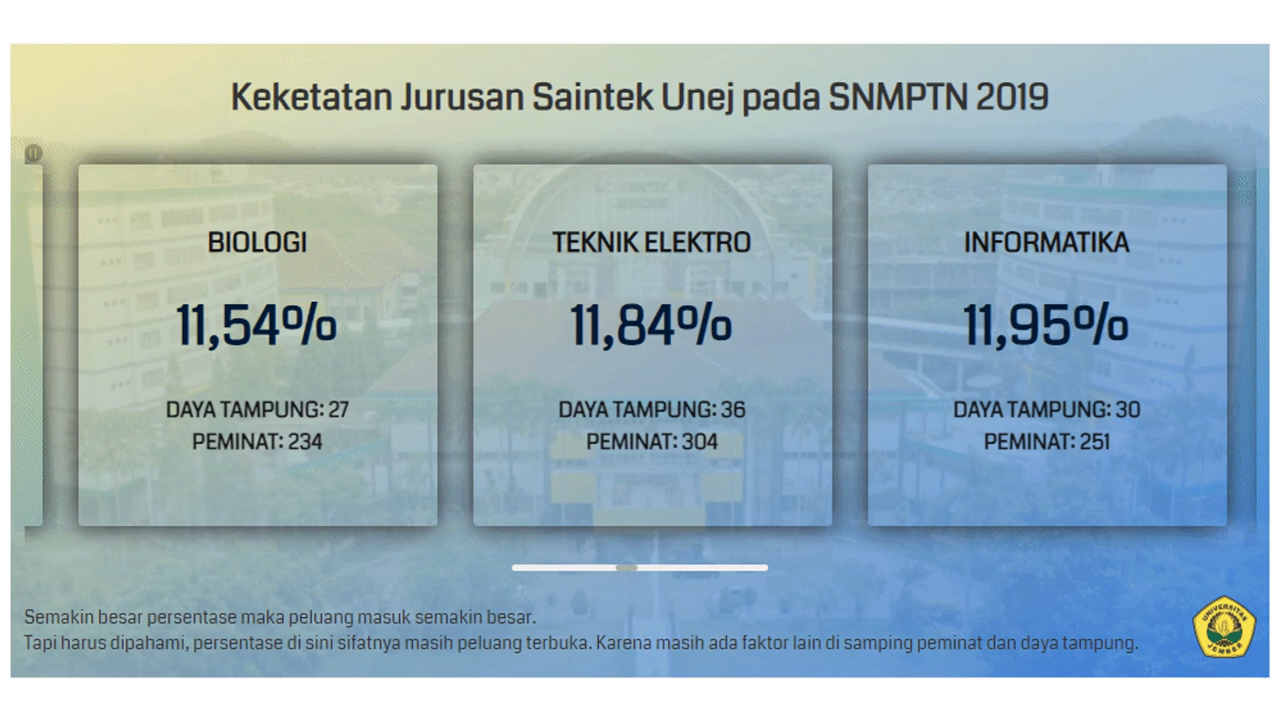 Keketatan Jurusan Saintek Unej pada SNMPTN 2019
BIOLOGI
11,54%
DAYA TAMPUNG: 27
PEMINAT: 234
TEKNIK ELEKTRO
11,84%
DAYA TAMPUNG: 36
PEMINAT: 304
INFORMATIKA
11,95%
DAYA TAMPUNG: 30
PEMINAT: 251
Semakin besar persentase maka peluang masuk semakin besar.
Tapi harus dipahami, persentase di sini sifatnya masih peluang terbuka. Karena masih ada faktor lain di samping peminat dan daya tampung.
UNIVERSITAS
JEMBER